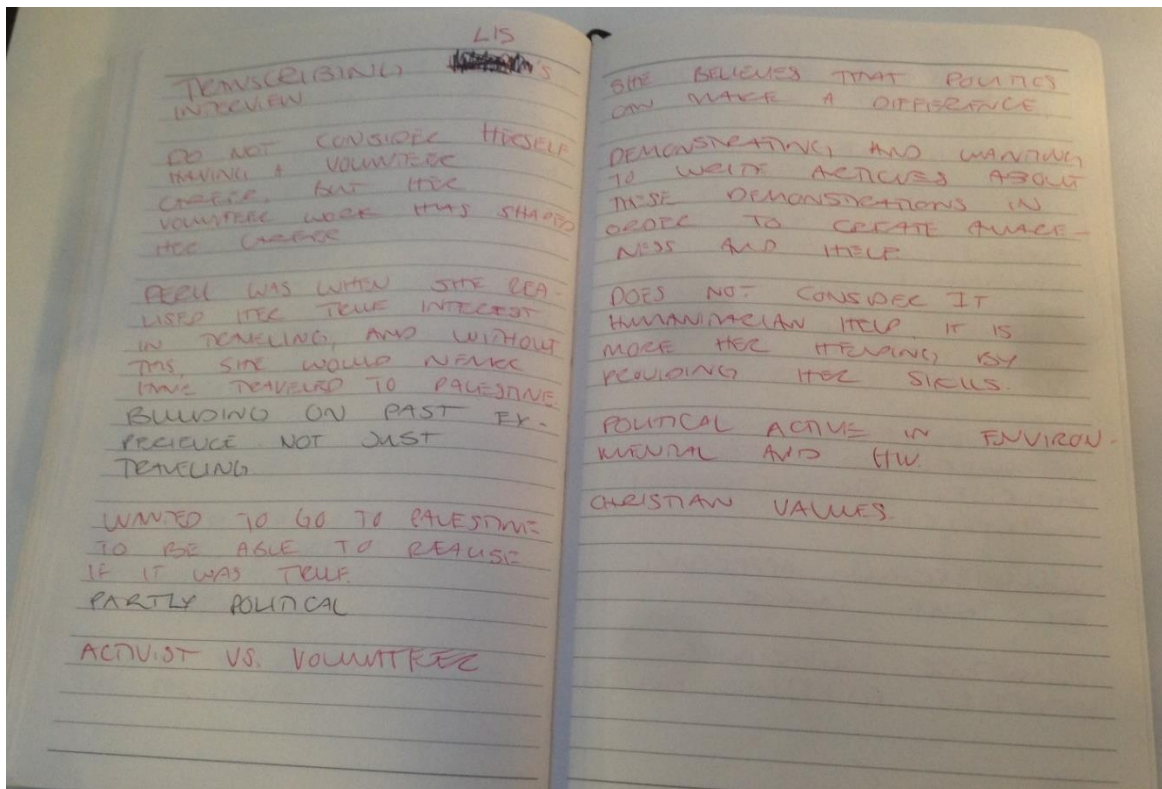 LIS
TRANSCRIBING 's
INTERVIEW
DO NOT CONSIDER HERSELF
HAVING A VOLUNTEER
CAREER, BUT HER
VOLUNTEER WORK HAS SHAPED
HER CAREER
PERU WAS WHEN SHE REA-
LISED HER TRUE INTEREST
IN TRAVELING, AND WITHOUT
THIS, SHE WOULD NEVER
HAVE TRAVELED TO PALESTINE.
BUILDING ON PAST EX-
PERIENCE NOT JUST
TRAVELING
WANTED TO GO TO PALESTINE
TO BE ABLE TO REALISE
IF IT WAS TRUE.
PARTLY POLITICAL
ACTIVIST VS. VOLUNTEER
SHE BELIEVES THAT POLITICS
CAN MAKE A DIFFERENCE
DEMONSTRATING AND WANTING
TO WRITE ARTICLES ABOUT
THESE DEMONSTRATIONS IN
ORDER TO CREATE AWARE-
NESS AND HELP
DOES NOT CONSIDER IT
HUMANITARIAN HELP. IT IS
MORE HER HELPING BY
PROVIDING HER SKILLS.
POLITICAL ACTIVE IN ENVIRON-
MENTAL AND HW.
CHRISTIAN VALUES.